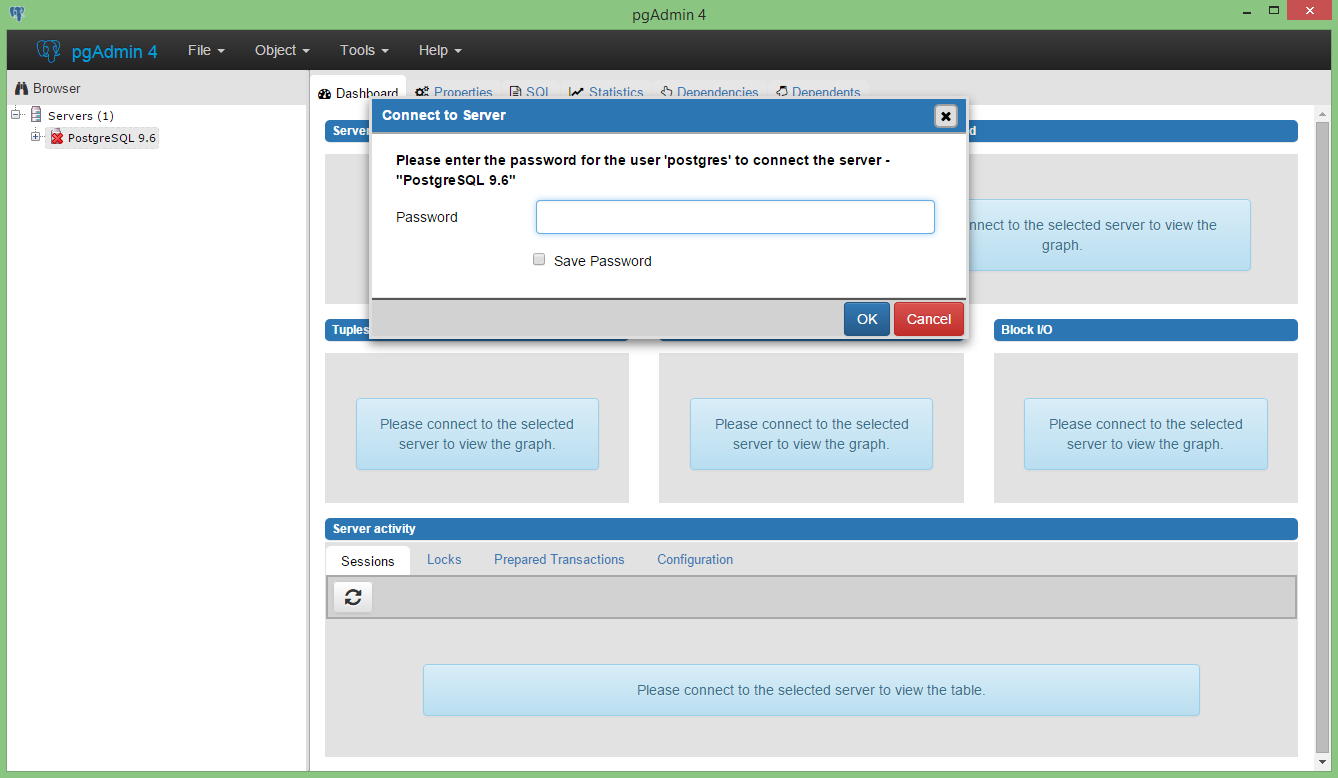 pgAdmin 4
pgAdmin 4
File
Object
Tools
Help
Browser
Servers (1)
PostgreSQL 9.6
Dashboard
Properties
SQL
Statistics
Dependencies
Dependents
Connect to Server
Please enter the password for the user 'postgres' to connect the server -
"PostgreSQL 9.6"
Password
Save Password
OK
Cancel
Server
d
nnect to the selected server to view the
graph.
Tuples
Block I/O
Please connect to the selected
server to view the graph.
Please connect to the selected
server to view the graph.
Please connect to the selected
server to view the graph.
Server activity
Sessions
Locks
Prepared Transactions
Configuration
Please connect to the selected server to view the table.